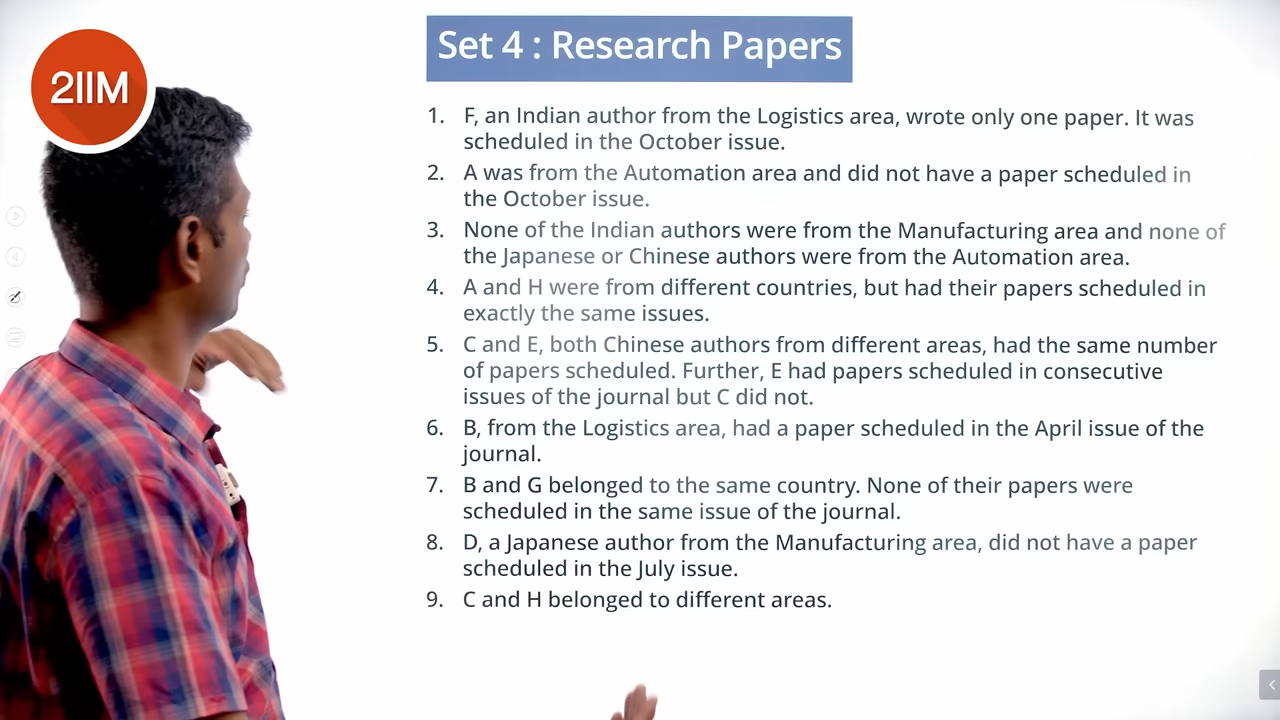 2IIM
Set 4 : Research Papers
1. F, an Indian author from the Logistics area, wrote only one paper. It was
scheduled in the October issue.
2. A was from the Automation area and did not have a paper scheduled in
the October issue.
3. None of the Indian authors were from the Manufacturing area and none of
the Japanese or Chinese authors were from the Automation area.
4. A and H were from different countries, but had their papers scheduled in
exactly the same issues.
5. C and E, both Chinese authors from different areas, had the same number
of papers scheduled. Further, E had papers scheduled in consecutive
issues of the journal but C did not.
6. B, from the Logistics area, had a paper scheduled in the April issue of the
journal.
7. B and G belonged to the same country. None of their papers were
scheduled in the same issue of the journal.
8. D, a Japanese author from the Manufacturing area, did not have a paper
scheduled in the July issue.
9. C and H belonged to different areas.